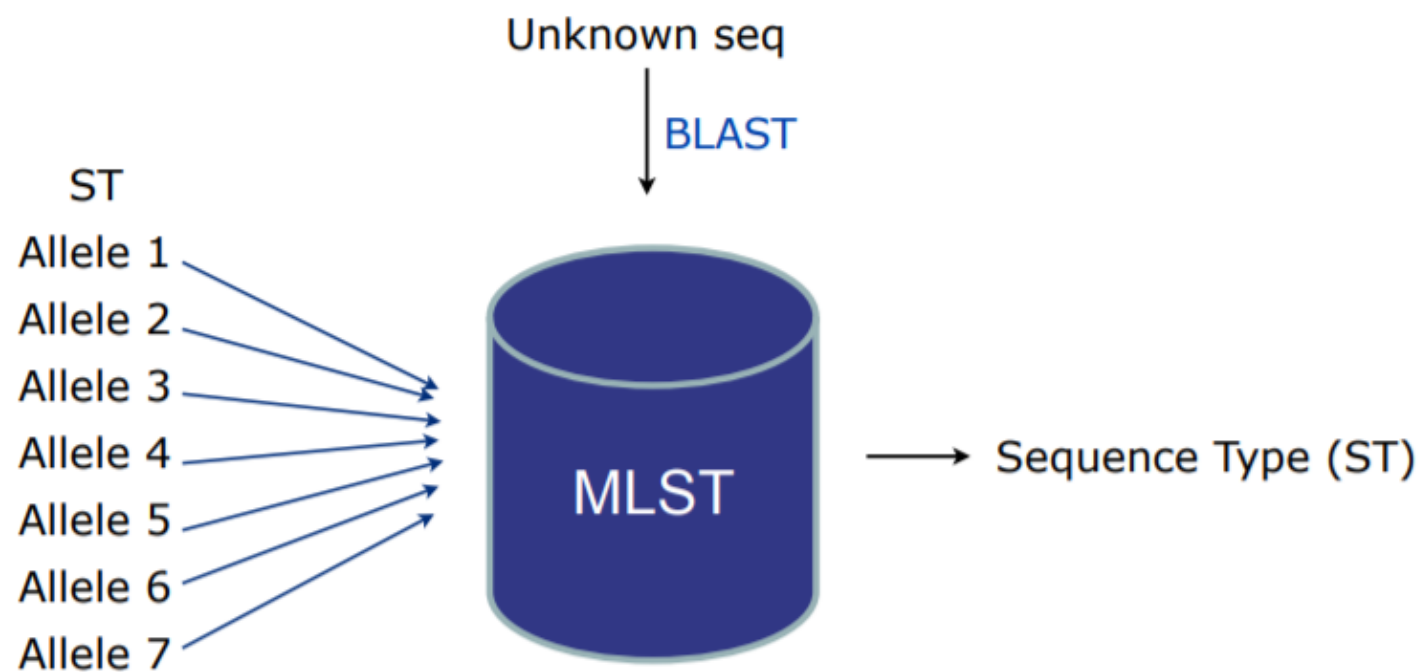 Unknown seq
BLAST
ST
Allele 1
Allele 2
Allele 3
Allele 4
Allele 5
Allele 6
Allele 7
MLST
Sequence Type (ST)